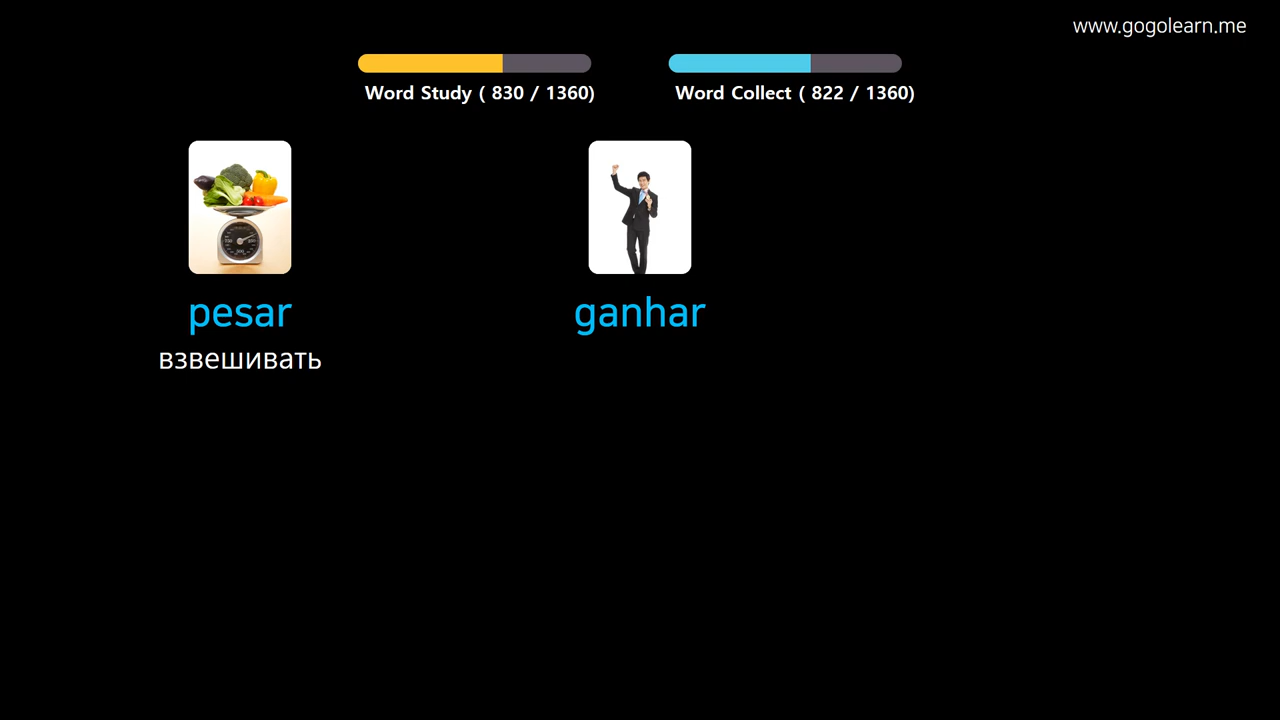 www.gogolearn.me
Word Study ( 830 / 1360)
Word Collect ( 822 / 1360)
pesar
ganhar
взвешивать